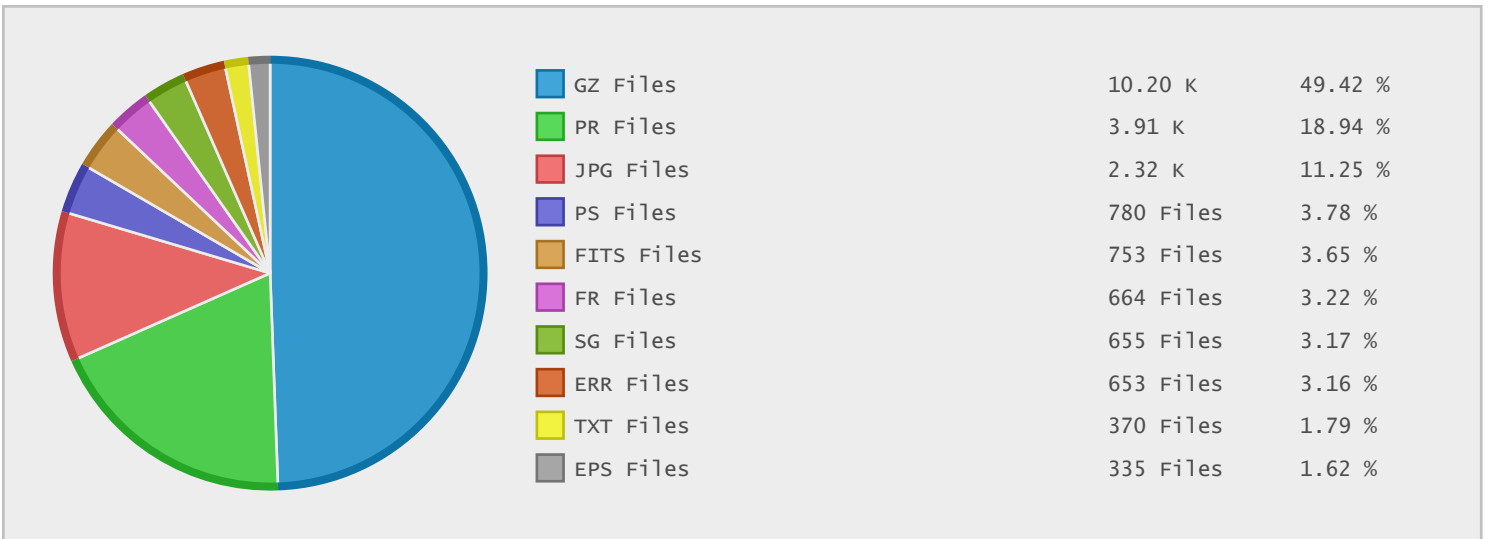 GZ Files 10.20 K 49.42 %
PR Files 3.91 K 18.94 %
JPG Files 2.32 K 11.25 %
PS Files 780 Files 3.78 %
FITS Files 753 Files 3.65 %
FR Files 664 Files 3.22 %
SG Files 655 Files 3.17 %
ERR Files 653 Files 3.16 %
TXT Files 370 Files 1.79 %
EPS Files 335 Files 1.62 %